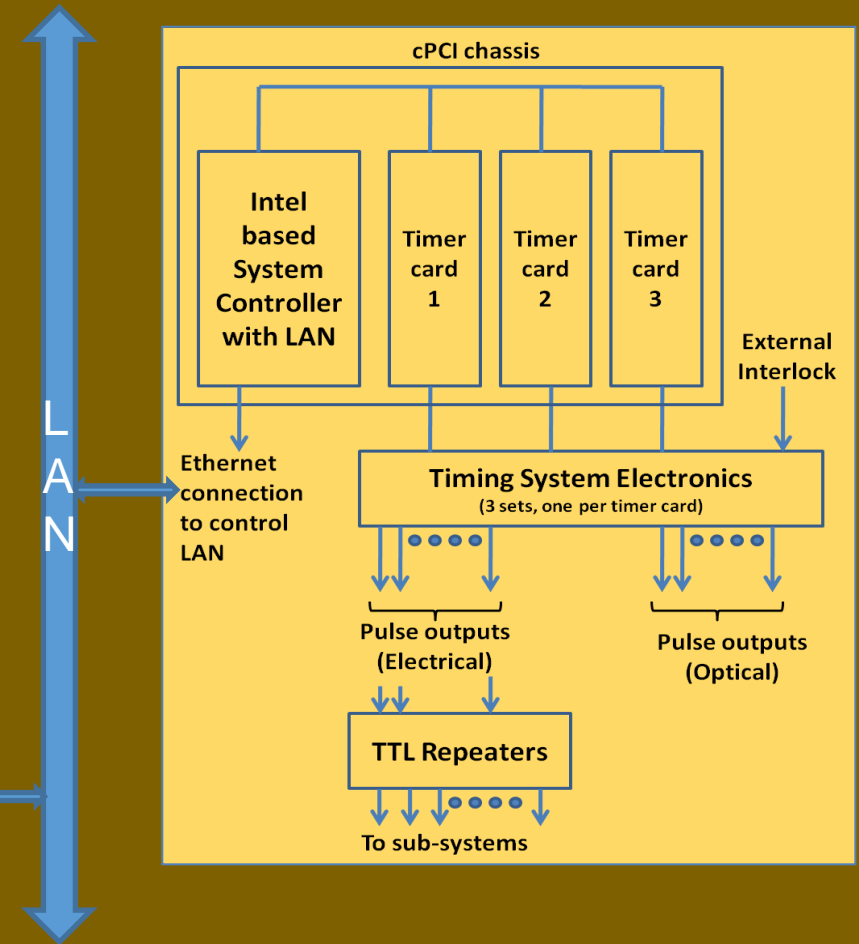 cPCI chassis
Intel
based
System
Controller
with LAN
Timer
card
1
Timer
card
2
Timer
card
3
External
Interlock
L
A
N
Ethernet
connection
to control
LAN
Timing System Electronics
(3 sets, one per timer card)
Pulse outputs
(Electrical)
Pulse outputs
(Optical)
TTL Repeaters
To sub-systems